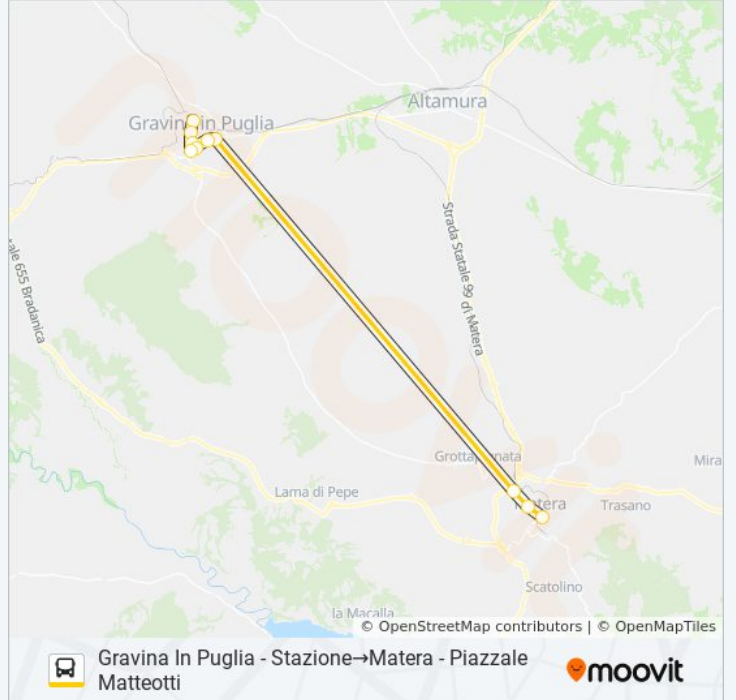 Altamura
Gravina in Puglia
Strada Statale 99 di Matera
ale 655 Bradanica
Grottapinata
Mira
Lama di Pepe
Matera
Trasano
Scatolino
la Macalla
© OpenStreetMap contributors | © OpenMapTiles
Gravina In Puglia - Stazione→Matera - Piazzale
Matteotti
moovit